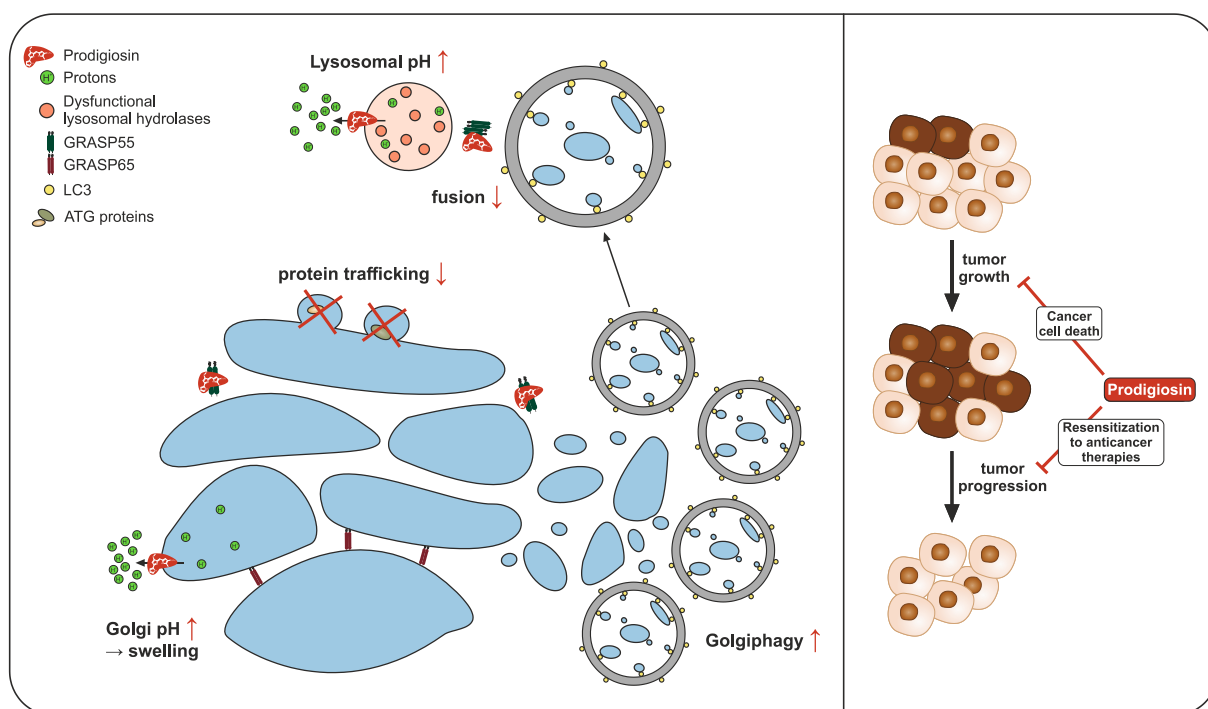 Prodigiosin
Protons
Dysfunctional
lysosomal hydrolases
GRASP55
GRASP65
LC3
ATG proteins
Lysosomal pH ↑
fusion ↓
protein trafficking ↓
Golgi pH ↑
→ swelling
Golgiphagy ↑
tumor
growth
Cancer
cell death
Prodigiosin
Resensitization
to anticancer
therapies
tumor
progression